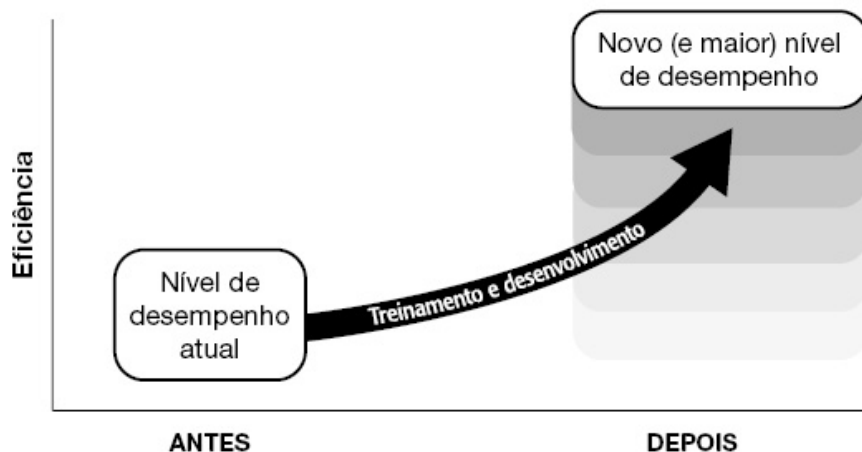 Novo (e maior) nível
de desempenho
Eficiência
Treinamento e desenvolvimento
Nível de
desempenho
atual
ANTES
DEPOIS